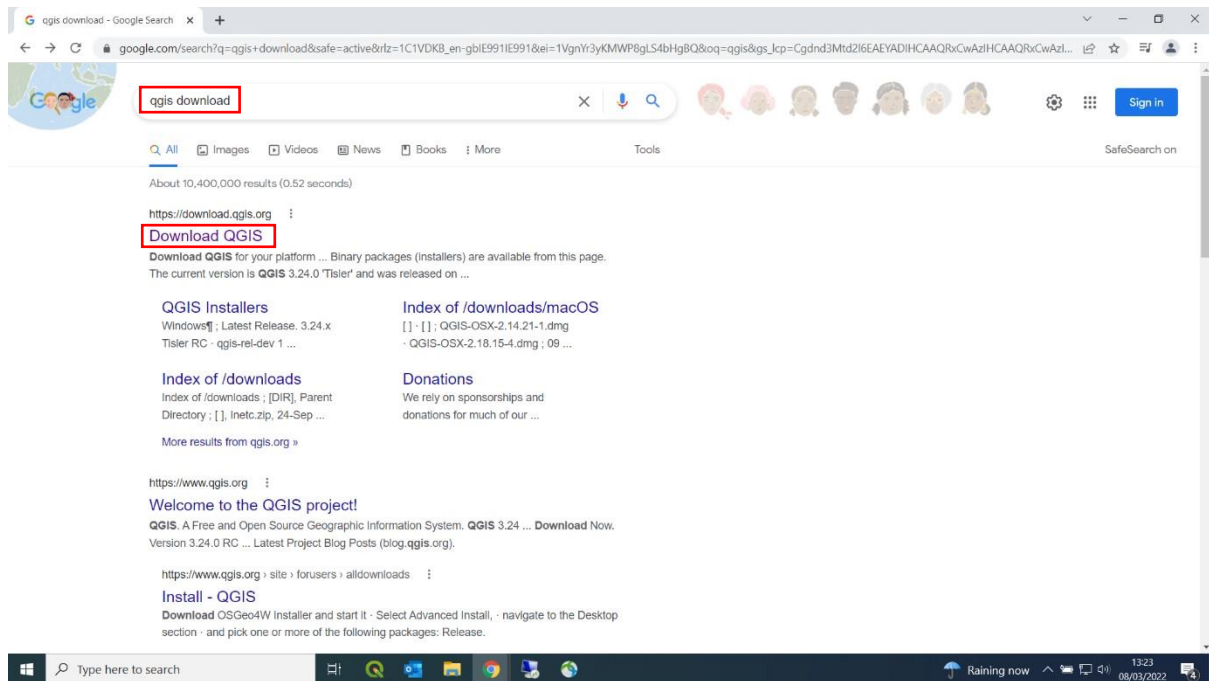 qgis download - Google Search
google.com/search?q=qgis+download&safe=active&rlz=1C1VDKB_en-gbIE991IE991&ei=1VgnYr3yKMWP8gLS4bHgBQ&oq=qgis&gs_lcp=Cgdnd3Mtd2l6EAEYADIHCAAQRxCwAzIHCAAQRxCwAzI...
Google
qgis download
Sign in
All Images Videos News Books More Tools SafeSearch on
About 10,400,000 results (0.52 seconds)
https://download.qgis.org
Download QGIS
Download QGIS for your platform ... Binary packages (installers) are available from this page.
The current version is QGIS 3.24.0 'Tisler' and was released on ...
QGIS Installers
Windows¶ ; Latest Release. 3.24.x
Tisler RC · qgis-rel-dev 1 ...
Index of /downloads/macOS
[ ] · [ ] ; QGIS-OSX-2.14.21-1.dmg
· QGIS-OSX-2.18.15-4.dmg ; 09 ...
Index of /downloads
Index of /downloads ; [DIR], Parent
Directory ; [ ], Inetc.zip, 24-Sep ...
Donations
We rely on sponsorships and
donations for much of our ...
More results from qgis.org »
https://www.qgis.org
Welcome to the QGIS project!
QGIS. A Free and Open Source Geographic Information System. QGIS 3.24 ... Download Now.
Version 3.24.0 RC ... Latest Project Blog Posts (blog.qgis.org).
https://www.qgis.org › site › forusers › alldownloads
Install - QGIS
Download OSGeo4W Installer and start it · Select Advanced Install, · navigate to the Desktop
section · and pick one or more of the following packages: Release.
Type here to search
Raining now
13:23
08/03/2022
4